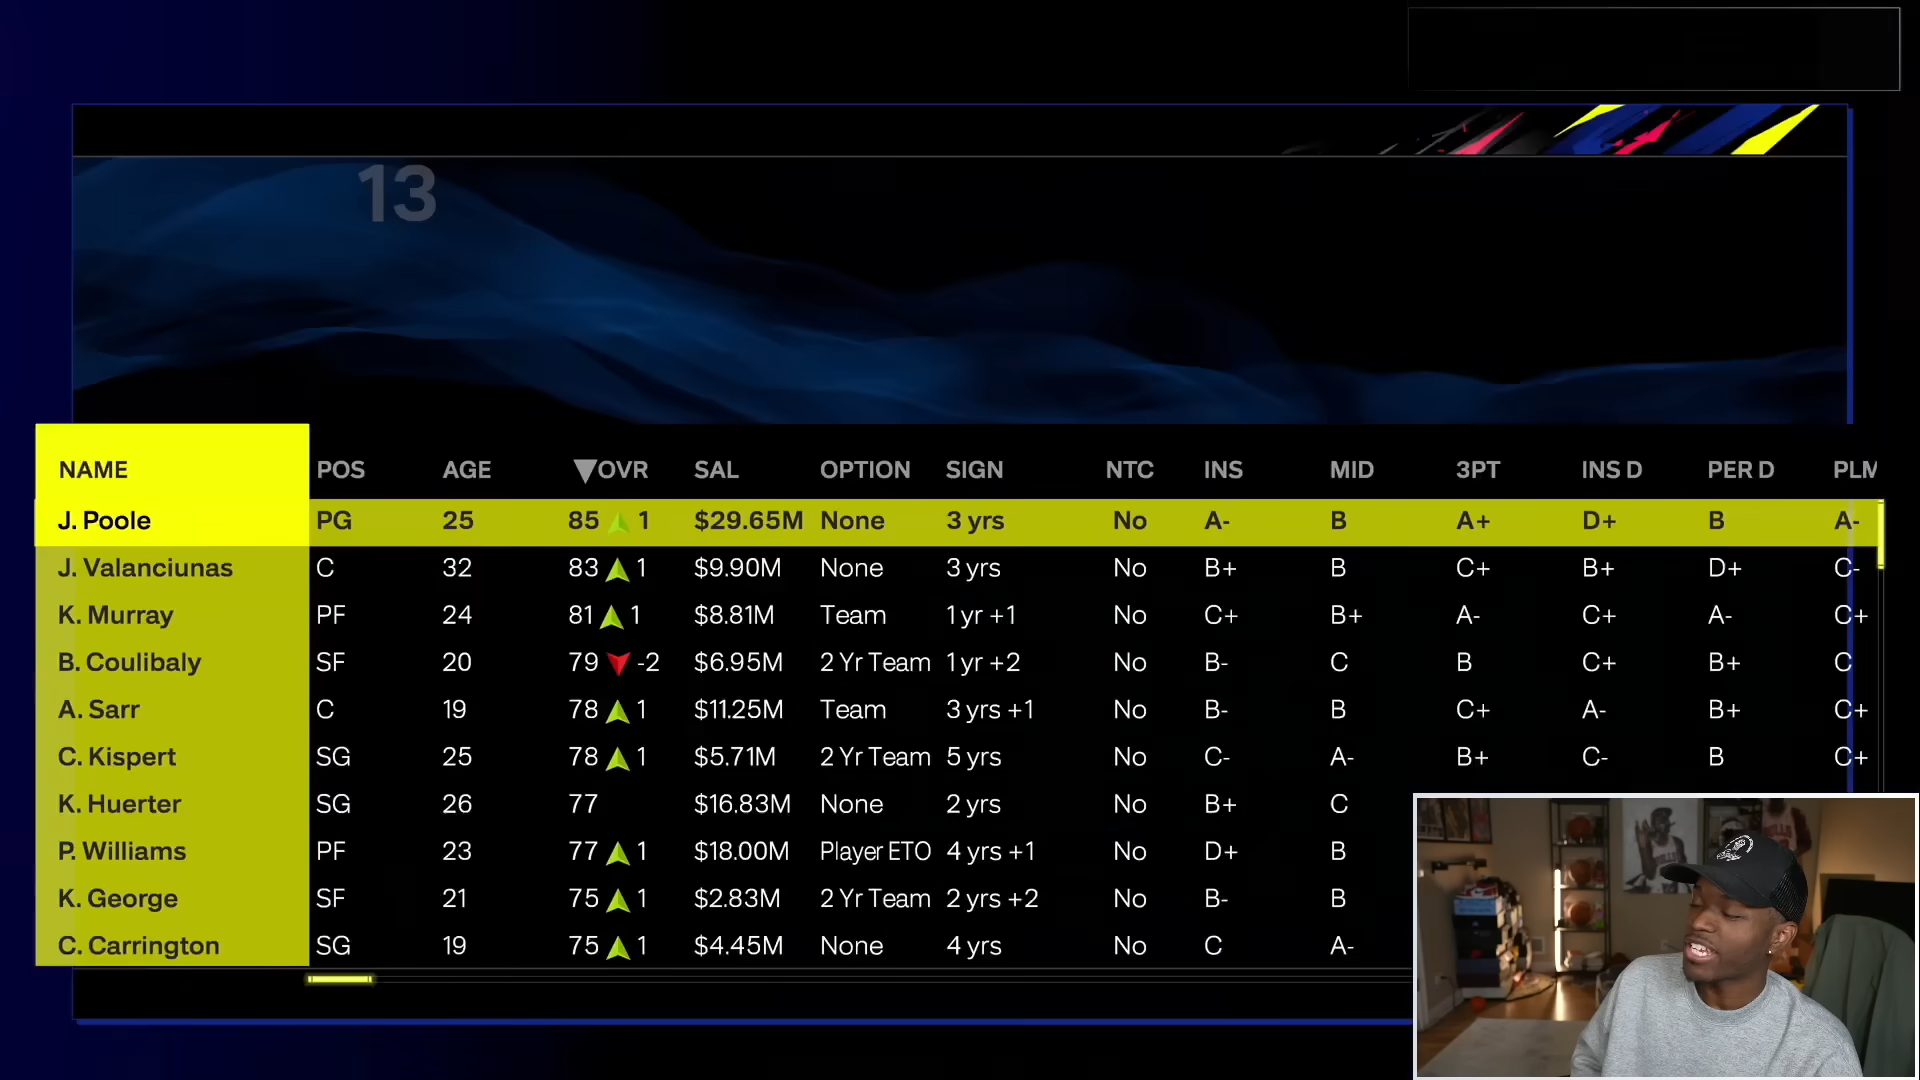 13
NAME POS AGE OVR SAL OPTION SIGN NTC INS MID 3PT INS D PER D PLM
J. Poole PG 25 85 1 $29.65M None 3 yrs No A- B A+ D+ B A-
J. Valanciunas C 32 83 1 $9.90M None 3 yrs No B+ B C+ B+ D+ C-
K. Murray PF 24 81 1 $8.81M Team 1 yr +1 No C+ B+ A- C+ A- C+
B. Coulibaly SF 20 79 -2 $6.95M 2 Yr Team 1 yr +2 No B- C B C+ B+ C
A. Sarr C 19 78 1 $11.25M Team 3 yrs +1 No B- B C+ A- B+ C+
C. Kispert SG 25 78 1 $5.71M 2 Yr Team 5 yrs No C- A- B+ C- B C+
K. Huerter SG 26 77 $16.83M None 2 yrs No B+ C
P. Williams PF 23 77 1 $18.00M Player ETO 4 yrs +1 No D+ B
K. George SF 21 75 1 $2.83M 2 Yr Team 2 yrs +2 No B- B
C. Carrington SG 19 75 1 $4.45M None 4 yrs No C A-